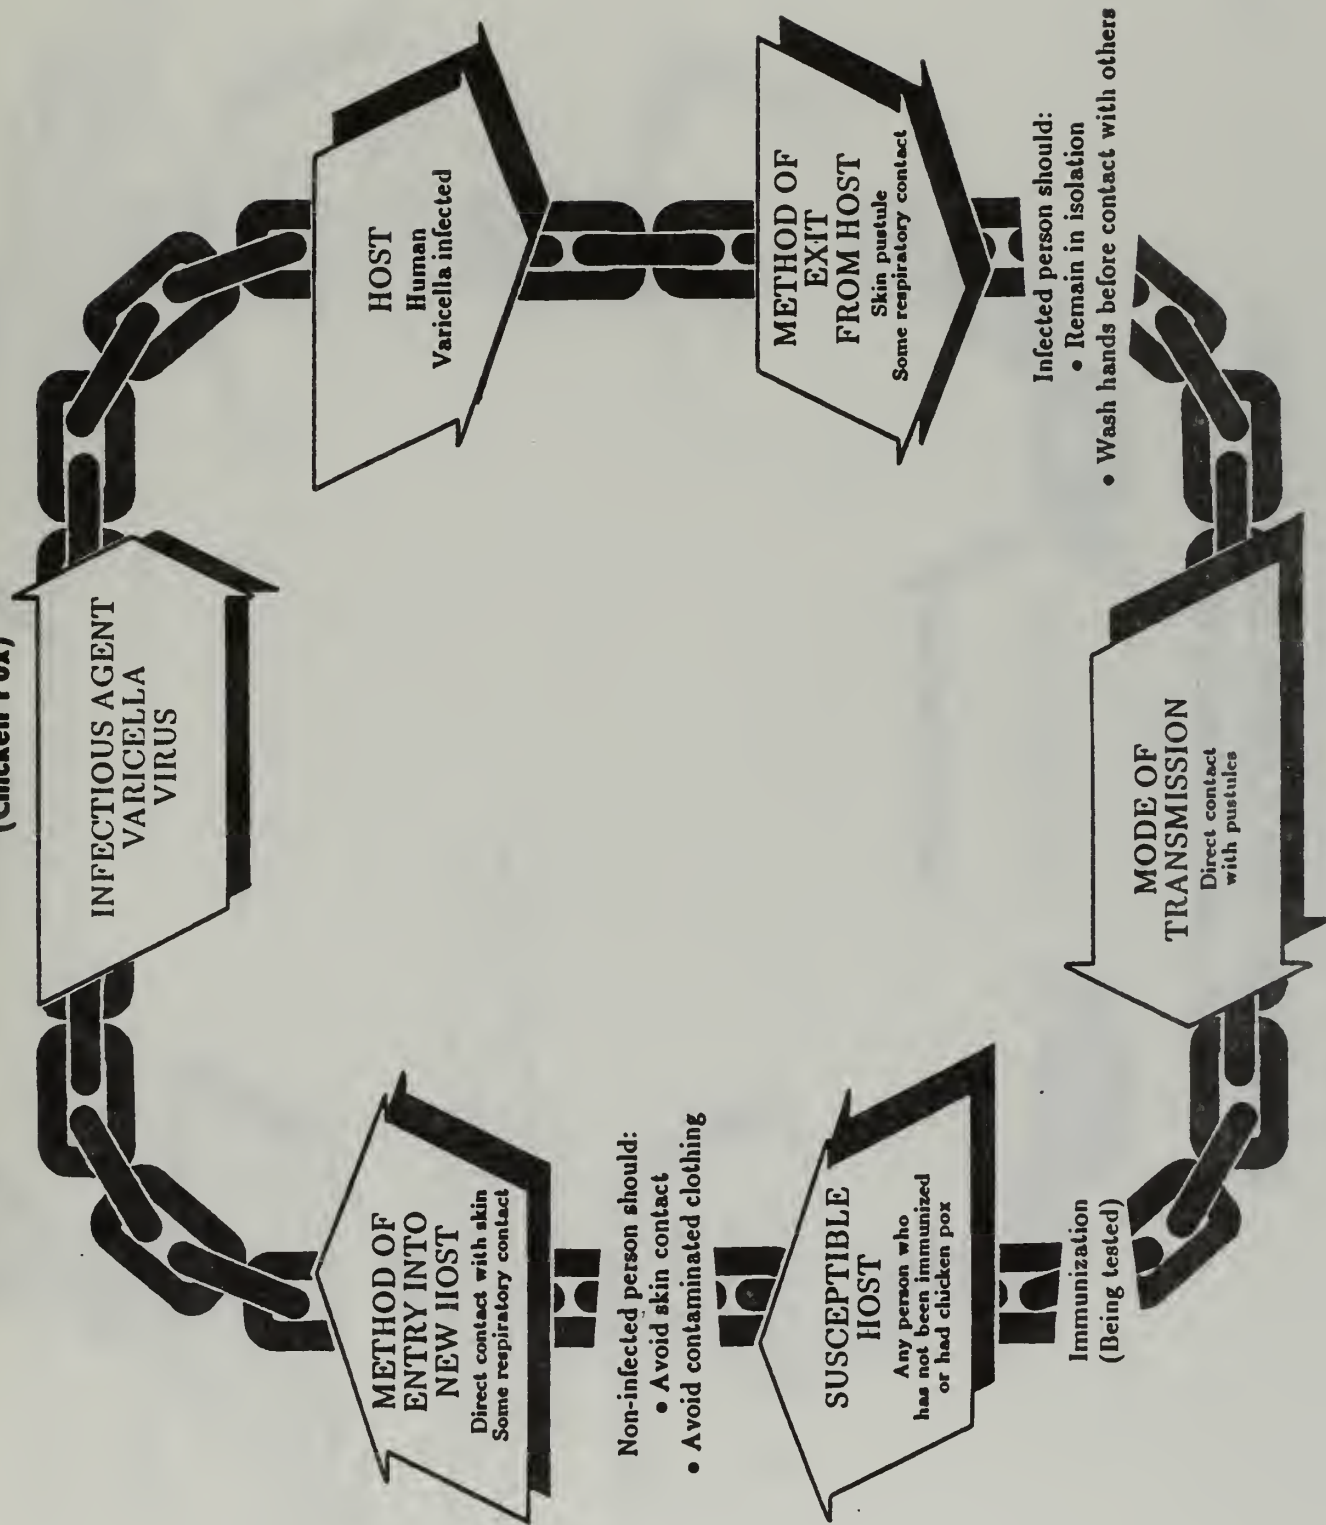 (Chicken Pox)
INFECTIOUS AGENT
VARICELLA
VIRUS
HOST
Human
Varicella infected
METHOD OF
EXIT
FROM HOST
Skin pustule
Some respiratory contact
Infected person should:
• Remain in isolation
• Wash hands before contact with others
MODE OF
TRANSMISSION
Direct contact
with pustules
Immunization
(Being tested)
SUSCEPTIBLE
HOST
Any person who
has not been immunized
or had chicken pox
Non-infected person should:
• Avoid skin contact
• Avoid contaminated clothing
METHOD OF
ENTRY INTO
NEW HOST
Direct contact with skin
Some respiratory contact